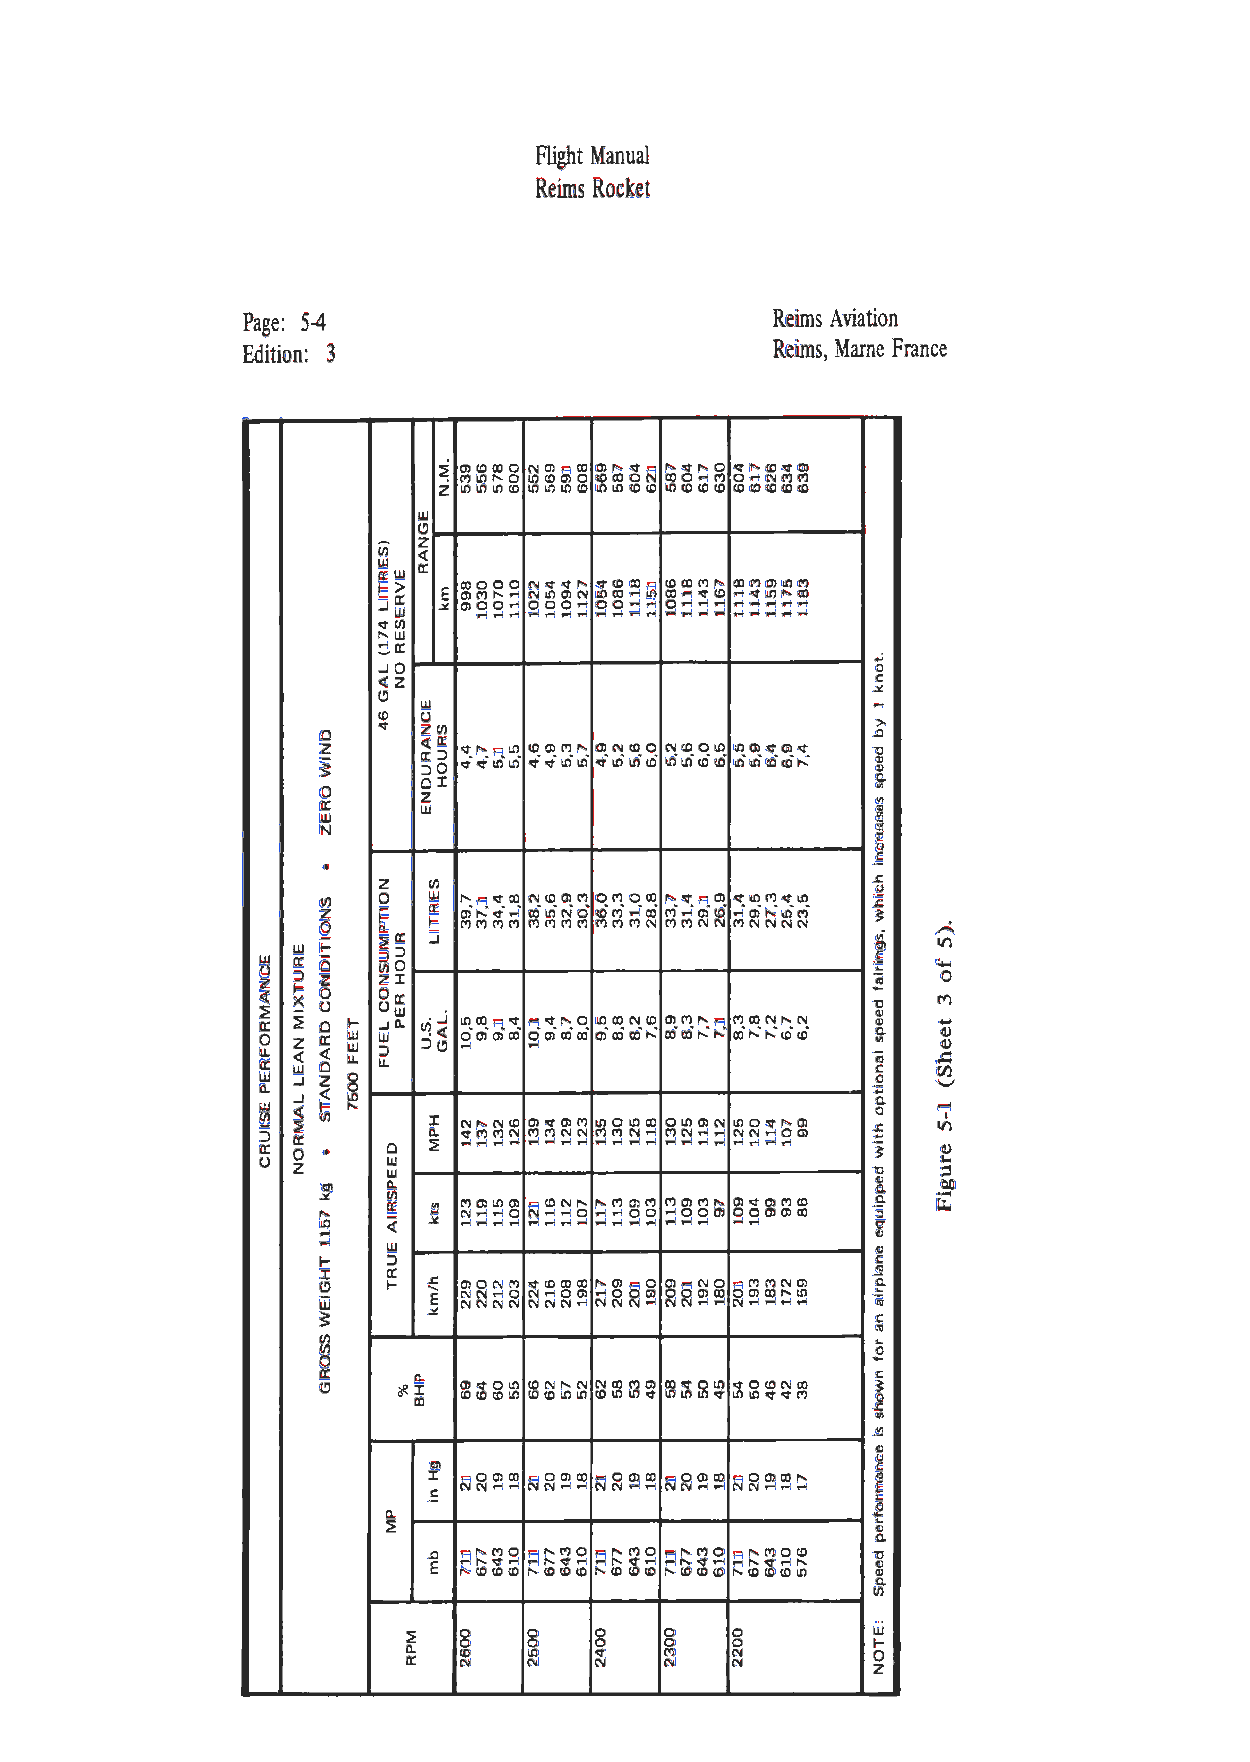 Flight Manual
Reims Rocket
Page: 5-4
Reims Aviation
Edition: 3
Reims, Marne France
CRUISE PERFORMANCE
NORMAL LEAN MIXTURE
GROSS WEIGHT 1157 kg • STANDARD CONDITIONS • ZERO WIND
7500 FEET
RPM MP % BHP TRUE AIRSPEED FUEL CONSUMPTION PER HOUR 46 GAL (174 LITRES) NO RESERVE
ENDURANCE HOURS RANGE
mb in Hg km/h kts MPH U.S. GAL. LITRES km N.M.
2600 711 21 69 229 123 142 10,5 39,7 4,4 998 539
677 20 64 220 119 137 9,8 37,1 4,7 1030 556
643 19 60 212 115 132 9,1 34,4 5,1 1070 578
610 18 55 203 109 126 8,4 31,8 5,5 1110 600
2500 711 21 66 224 121 139 10,1 38,2 4,6 1022 552
677 20 62 216 116 134 9,4 35,6 4,9 1054 569
643 19 57 208 112 129 8,7 32,9 5,3 1094 591
610 18 52 198 107 123 8,0 30,3 5,7 1127 608
2400 711 21 62 217 117 135 9,5 36,0 4,9 1054 569
677 20 58 209 113 130 8,8 33,3 5,2 1086 587
643 19 53 201 109 125 8,2 31,0 5,6 1118 604
610 18 49 190 103 118 7,6 28,8 6,0 1151 621
2300 711 21 58 209 113 130 8,9 33,7 5,2 1086 587
677 20 54 201 109 125 8,3 31,4 5,6 1118 604
643 19 50 192 103 119 7,7 29,1 6,0 1143 617
610 18 45 180 97 112 7,1 26,9 6,5 1167 630
2200 711 21 54 201 109 125 8,3 31,4 5,5 1118 604
677 20 50 193 104 120 7,8 29,5 5,9 1143 617
643 19 46 183 99 114 7,2 27,3 6,4 1159 626
610 18 42 172 93 107 6,7 25,4 6,9 1175 634
576 17 38 159 86 99 6,2 23,5 7,4 1183 639
NOTE: Speed performance is shown for an airplane equipped with optional speed fairings, which increases speed by 1 knot.
Figure 5-1 (Sheet 3 of 5).